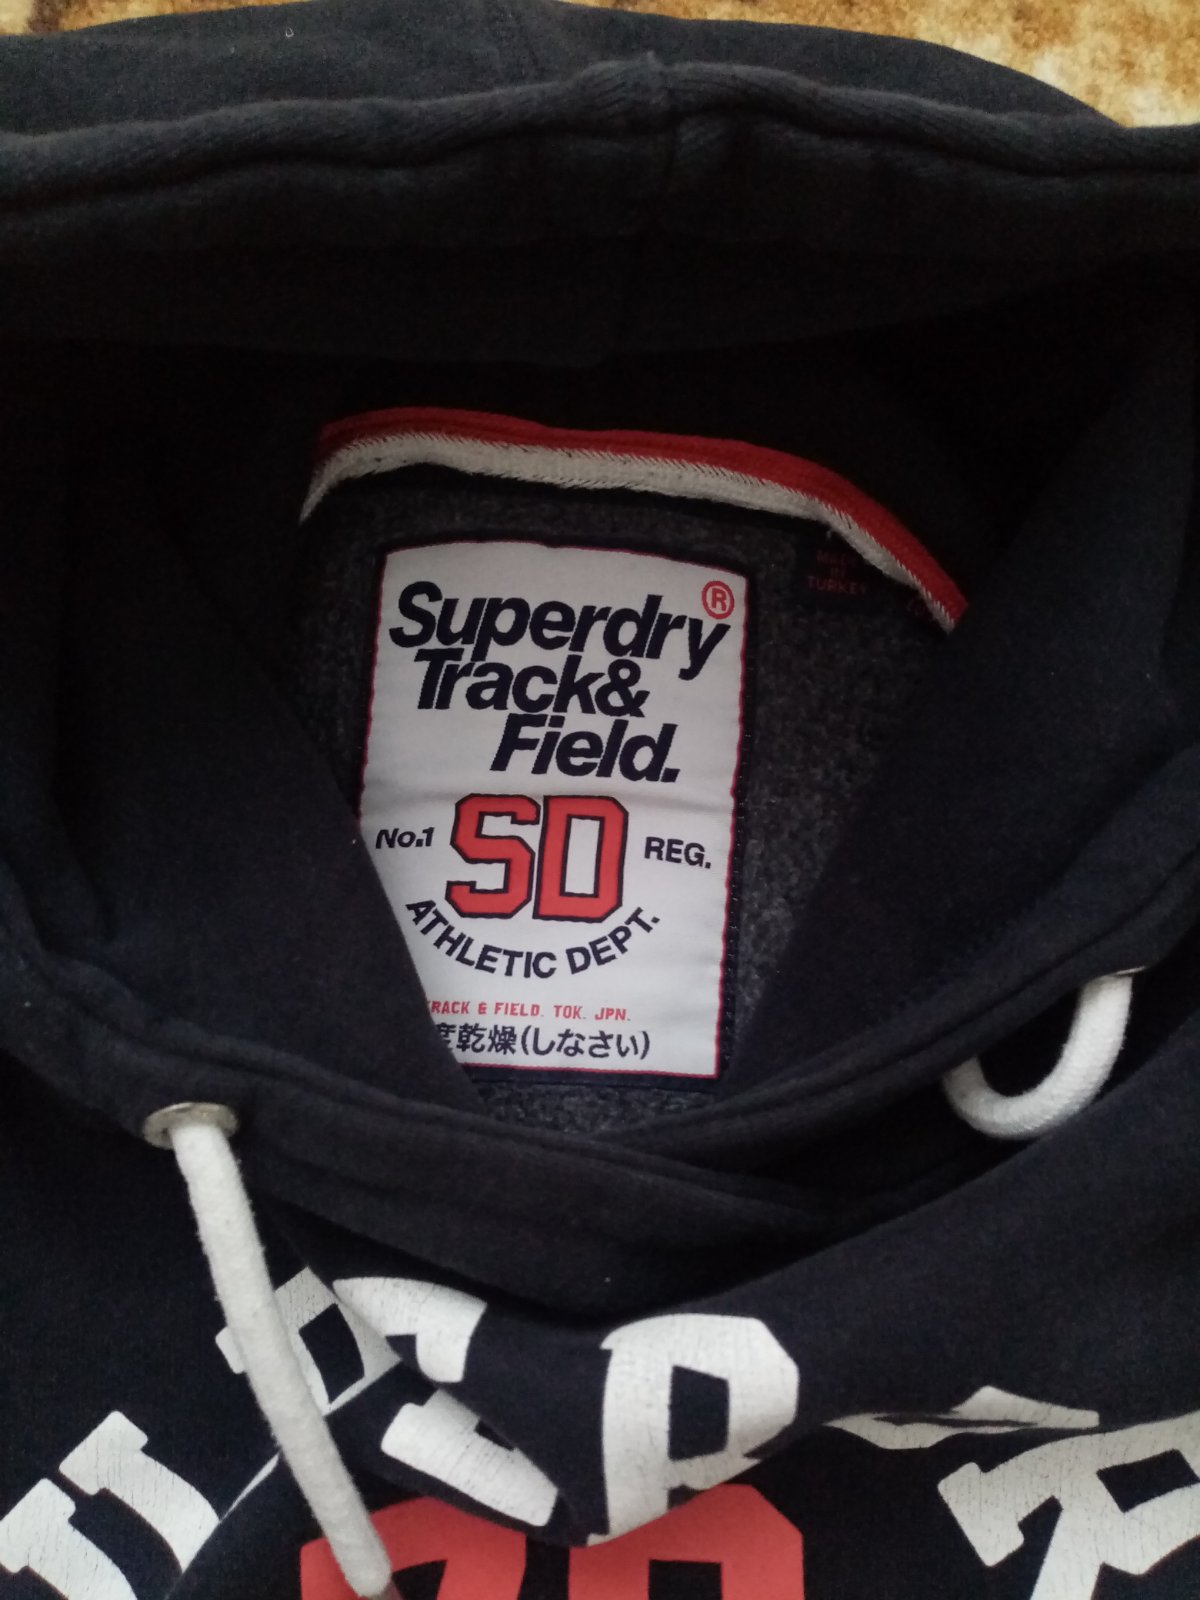 Superdry®
Track&
Field.
No.1 SD REG.
ATHLETIC DEPT.
RACK & FIELD. TOK. JPN.
度乾燥(しなさい)
MADE
IN
TURKEY